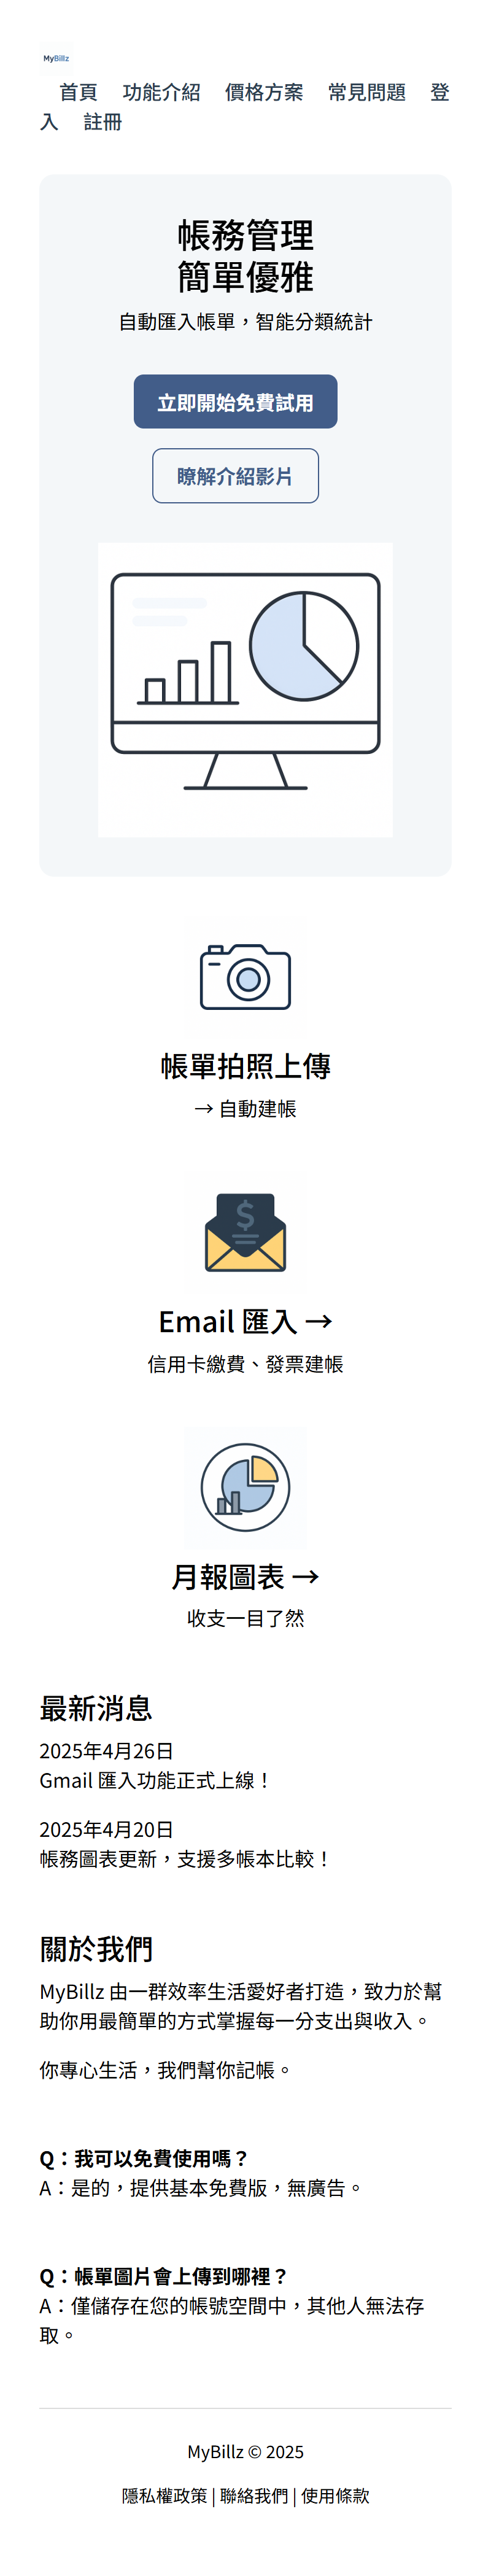 MyBillz
首頁 功能介紹 價格方案 常見問題 登
入 註冊
帳務管理
簡單優雅
自動匯入帳單，智能分類統計
立即開始免費試用
瞭解介紹影片
帳單拍照上傳
→ 自動建帳
$
Email 匯入 →
信用卡繳費、發票建帳
月報圖表 →
收支一目了然
最新消息
2025年4月26日
Gmail 匯入功能正式上線！
2025年4月20日
帳務圖表更新，支援多帳本比較！
關於我們
MyBillz 由一群效率生活愛好者打造，致力於幫
助你用最簡單的方式掌握每一分支出與收入。
你專心生活，我們幫你記帳。
Q：我可以免費使用嗎？
A：是的，提供基本免費版，無廣告。
Q：帳單圖片會上傳到哪裡？
A：僅儲存在您的帳號空間中，其他人無法存
取。
MyBillz © 2025
隱私權政策 | 聯絡我們 | 使用條款